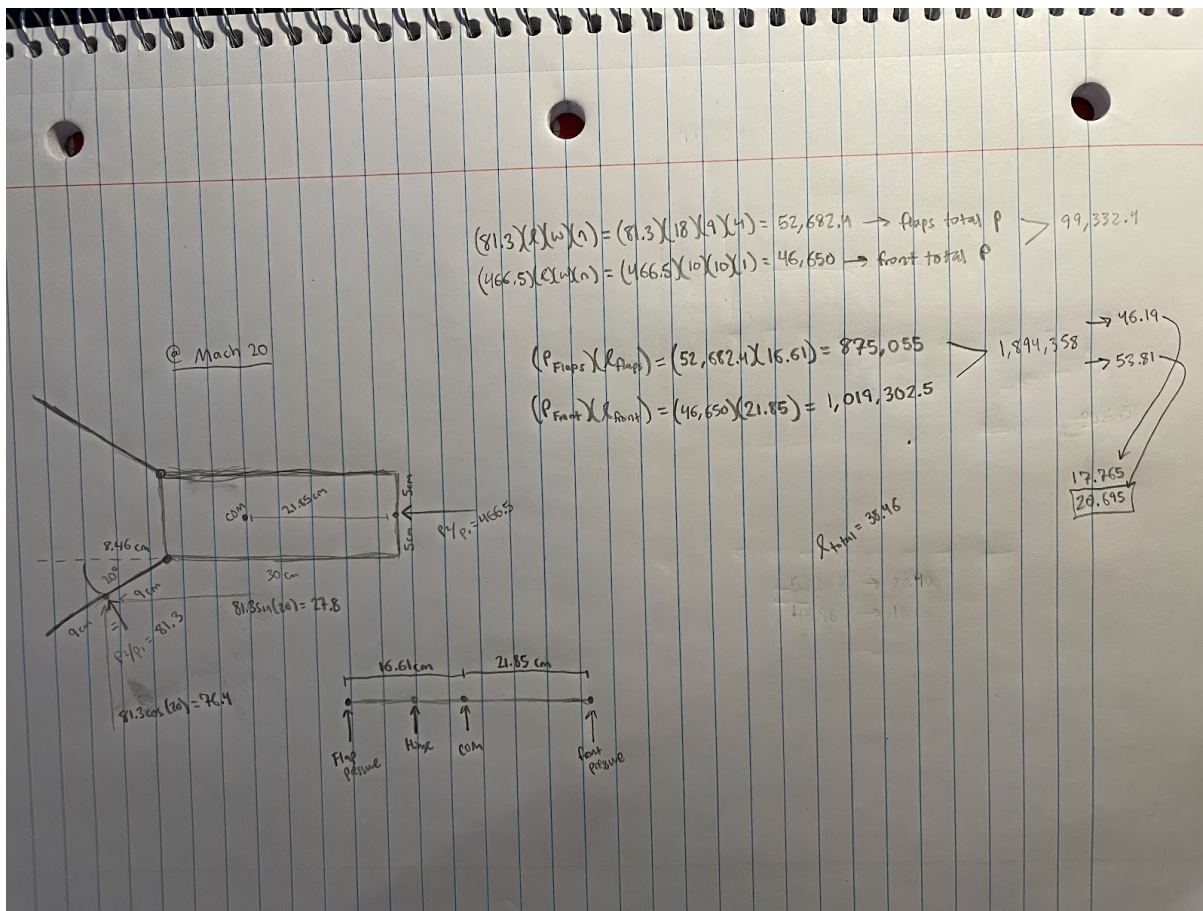 (81.3)(ℓ)(w)(n) = (81.3)(18)(9)(4) = 52,682.4 → flaps total P
99,332.4
(466.5)(ℓ)(w)(n) = (466.5)(10)(10)(1) = 46,650 → front total P
@ Mach 20
(P_Flaps)(ℓ_flaps) = (52,682.4)(16.61) = 875,055
1,894,358
→ 46.19
→ 53.81
(P_Front)(ℓ_front) = (46,650)(21.85) = 1,019,302.5
17.765
20.695
ℓ_total = 38.46
COM
21.85cm
5cm
5cm
P2/P1 = 466.5
8.46 cm
20°
9cm
9cm
30 cm
81.3sin(20) = 27.8
P2/P1 = 81.3
81.3cos(20) = 76.4
16.61cm
21.85 cm
Flap pressure
Hinge
COM
front pressure